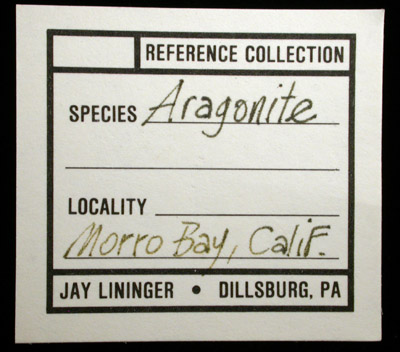 REFERENCE COLLECTION
SPECIES Aragonite
LOCALITY
Morro Bay, Calif.
JAY LININGER • DILLSBURG, PA